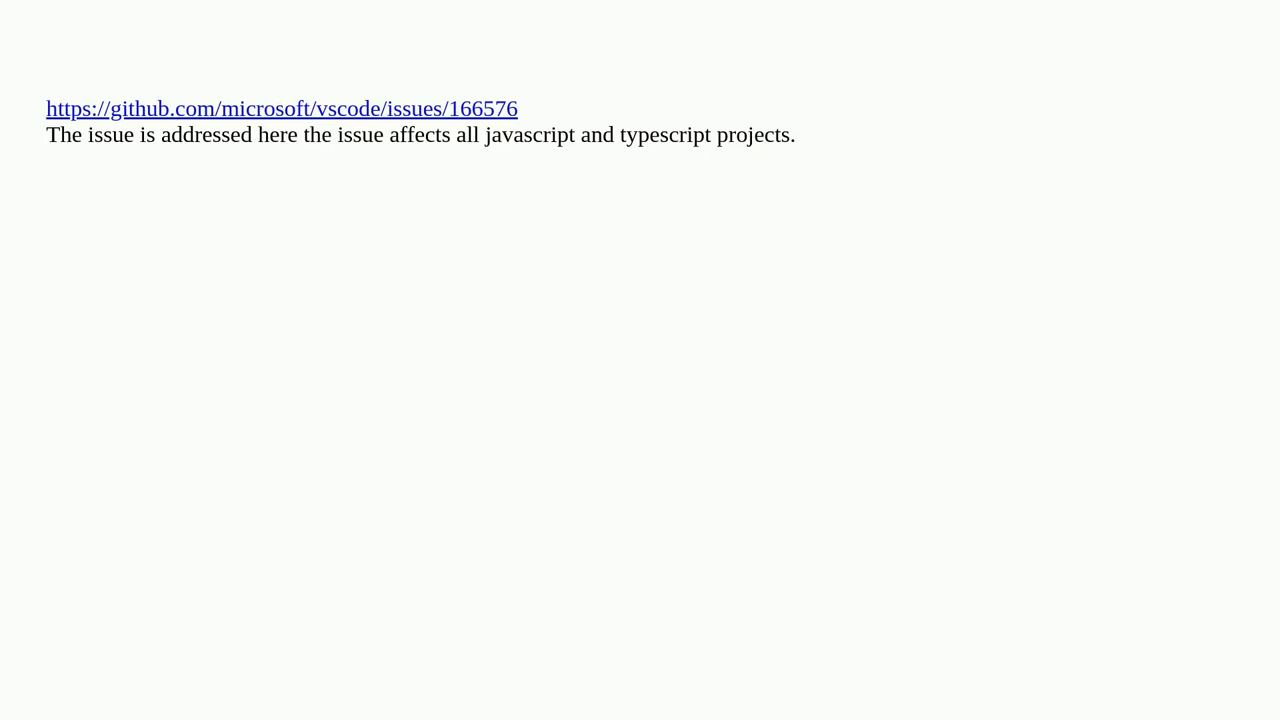 https://github.com/microsoft/vscode/issues/166576
The issue is addressed here the issue affects all javascript and typescript projects.